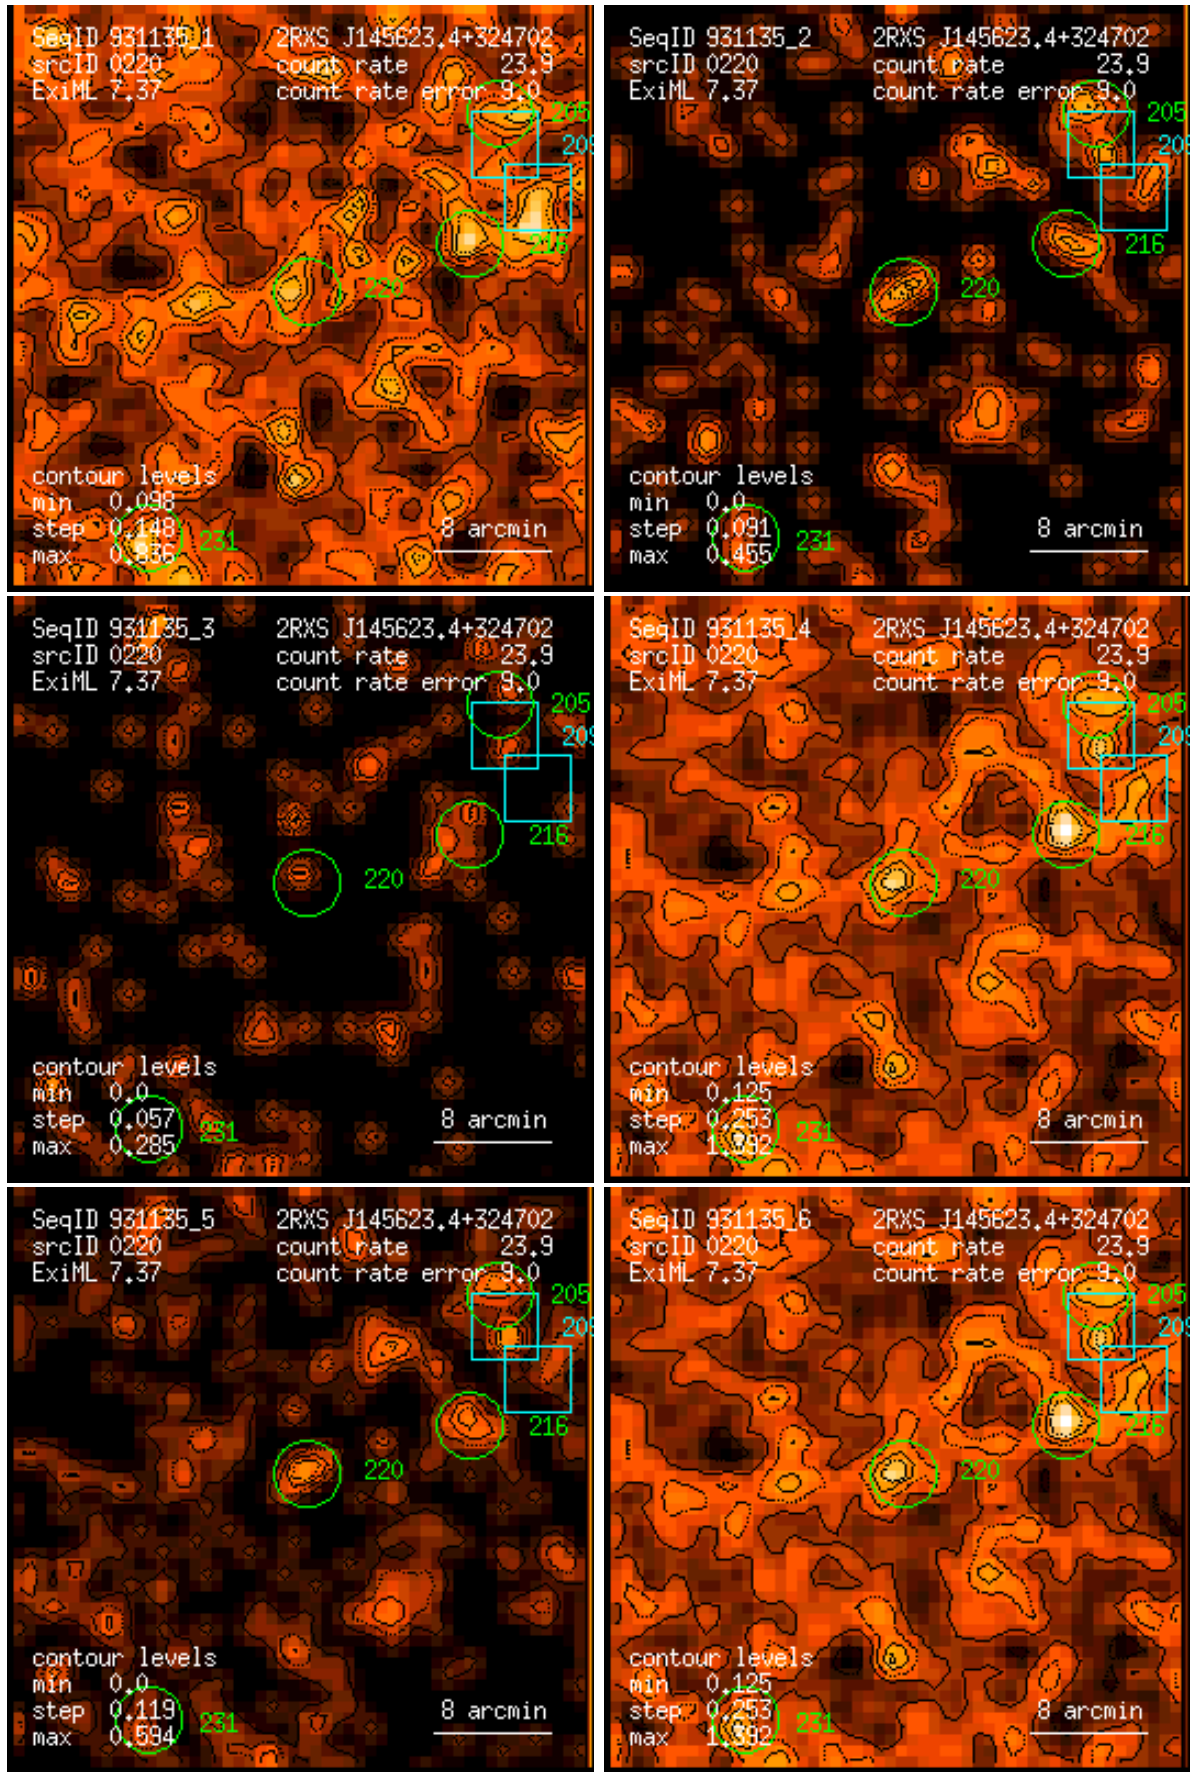 SeqID 931135_1 2RXS J145623.4+324702
srcID 0220 count rate 23.9
ExiML 7.37 count rate error 9.0
205
209
216
220
contour levels
min 0.098
step 0.148 8 arcmin
231
max 0.836
SeqID 931135_2 2RXS J145623.4+324702
srcID 0220 count rate 23.9
ExiML 7.37 count rate error 9.0
205
209
216
220
contour levels
min 0.0
step 0.091 8 arcmin
231
max 0.455
SeqID 931135_3 2RXS J145623.4+324702
srcID 0220 count rate 23.9
ExiML 7.37 count rate error 9.0
205
209
216
220
contour levels
min 0.0
step 0.057 8 arcmin
231
max 0.285
SeqID 931135_4 2RXS J145623.4+324702
srcID 0220 count rate 23.9
ExiML 7.37 count rate error 9.0
205
209
216
220
contour levels
min 0.125
step 0.253 8 arcmin
231
max 1.392
SeqID 931135_5 2RXS J145623.4+324702
srcID 0220 count rate 23.9
ExiML 7.37 count rate error 9.0
205
209
216
220
contour levels
min 0.0
step 0.119 8 arcmin
231
max 0.594
SeqID 931135_6 2RXS J145623.4+324702
srcID 0220 count rate 23.9
ExiML 7.37 count rate error 9.0
205
209
216
220
contour levels
min 0.125
step 0.253 8 arcmin
231
max 1.392